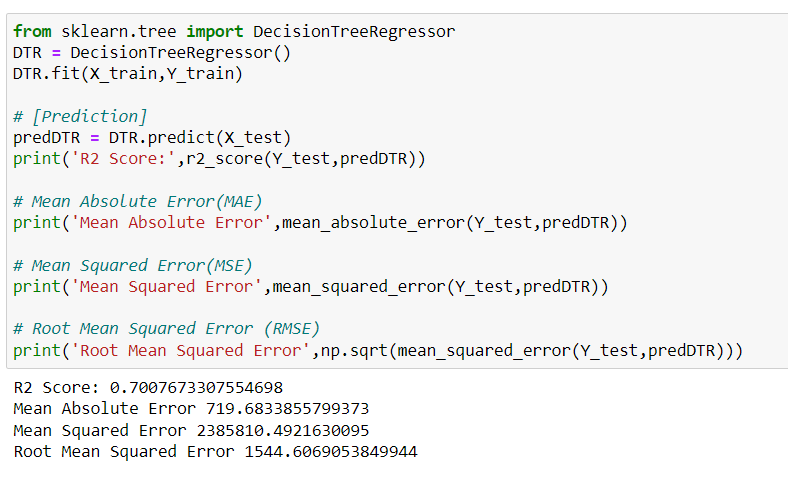 from sklearn.tree import DecisionTreeRegressor
DTR = DecisionTreeRegressor()
DTR.fit(X_train,Y_train)
# [Prediction]
predDTR = DTR.predict(X_test)
print('R2 Score:',r2_score(Y_test,predDTR))
# Mean Absolute Error(MAE)
print('Mean Absolute Error',mean_absolute_error(Y_test,predDTR))
# Mean Squared Error(MSE)
print('Mean Squared Error',mean_squared_error(Y_test,predDTR))
# Root Mean Squared Error (RMSE)
print('Root Mean Squared Error',np.sqrt(mean_squared_error(Y_test,predDTR)))
R2 Score: 0.7007673307554698
Mean Absolute Error 719.6833855799373
Mean Squared Error 2385810.4921630095
Root Mean Squared Error 1544.6069053849944